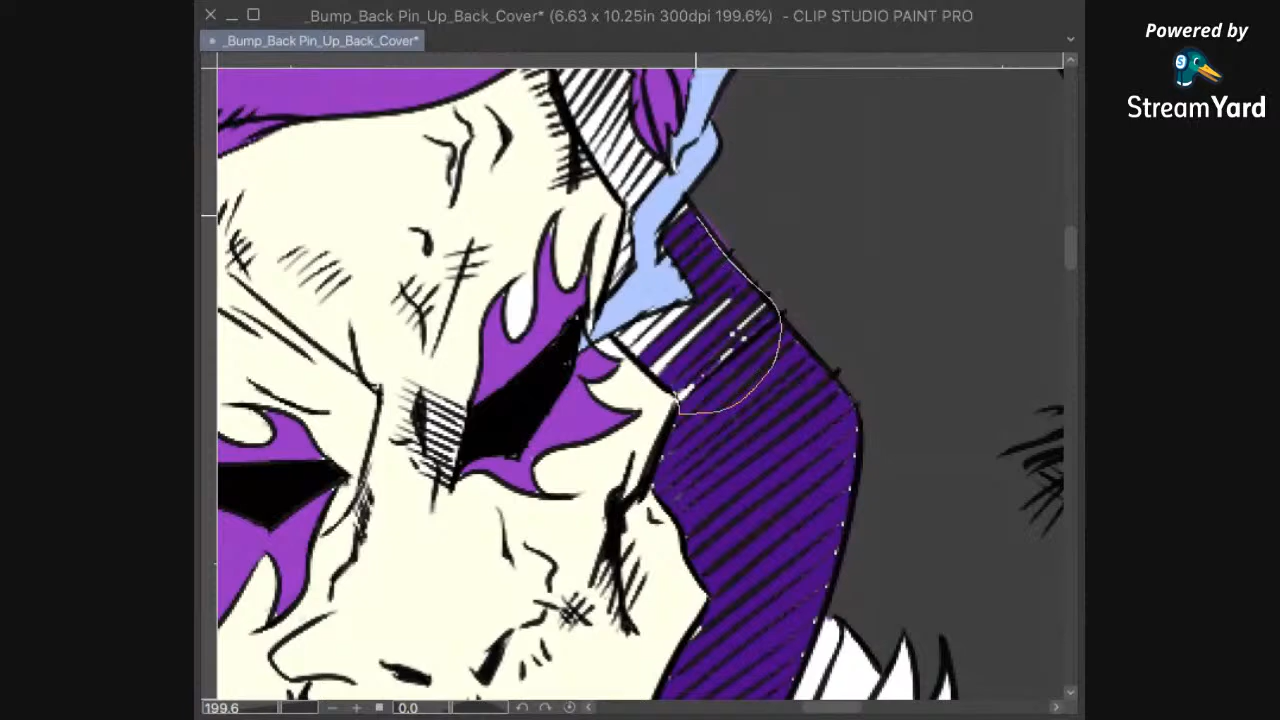 _Bump_Back Pin_Up_Back_Cover* (6.63 x 10.25in 300dpi 199.6%) - CLIP STUDIO PAINT PRO
_Bump_Back Pin_Up_Back_Cover*
Powered by
StreamYard
199.6
0.0